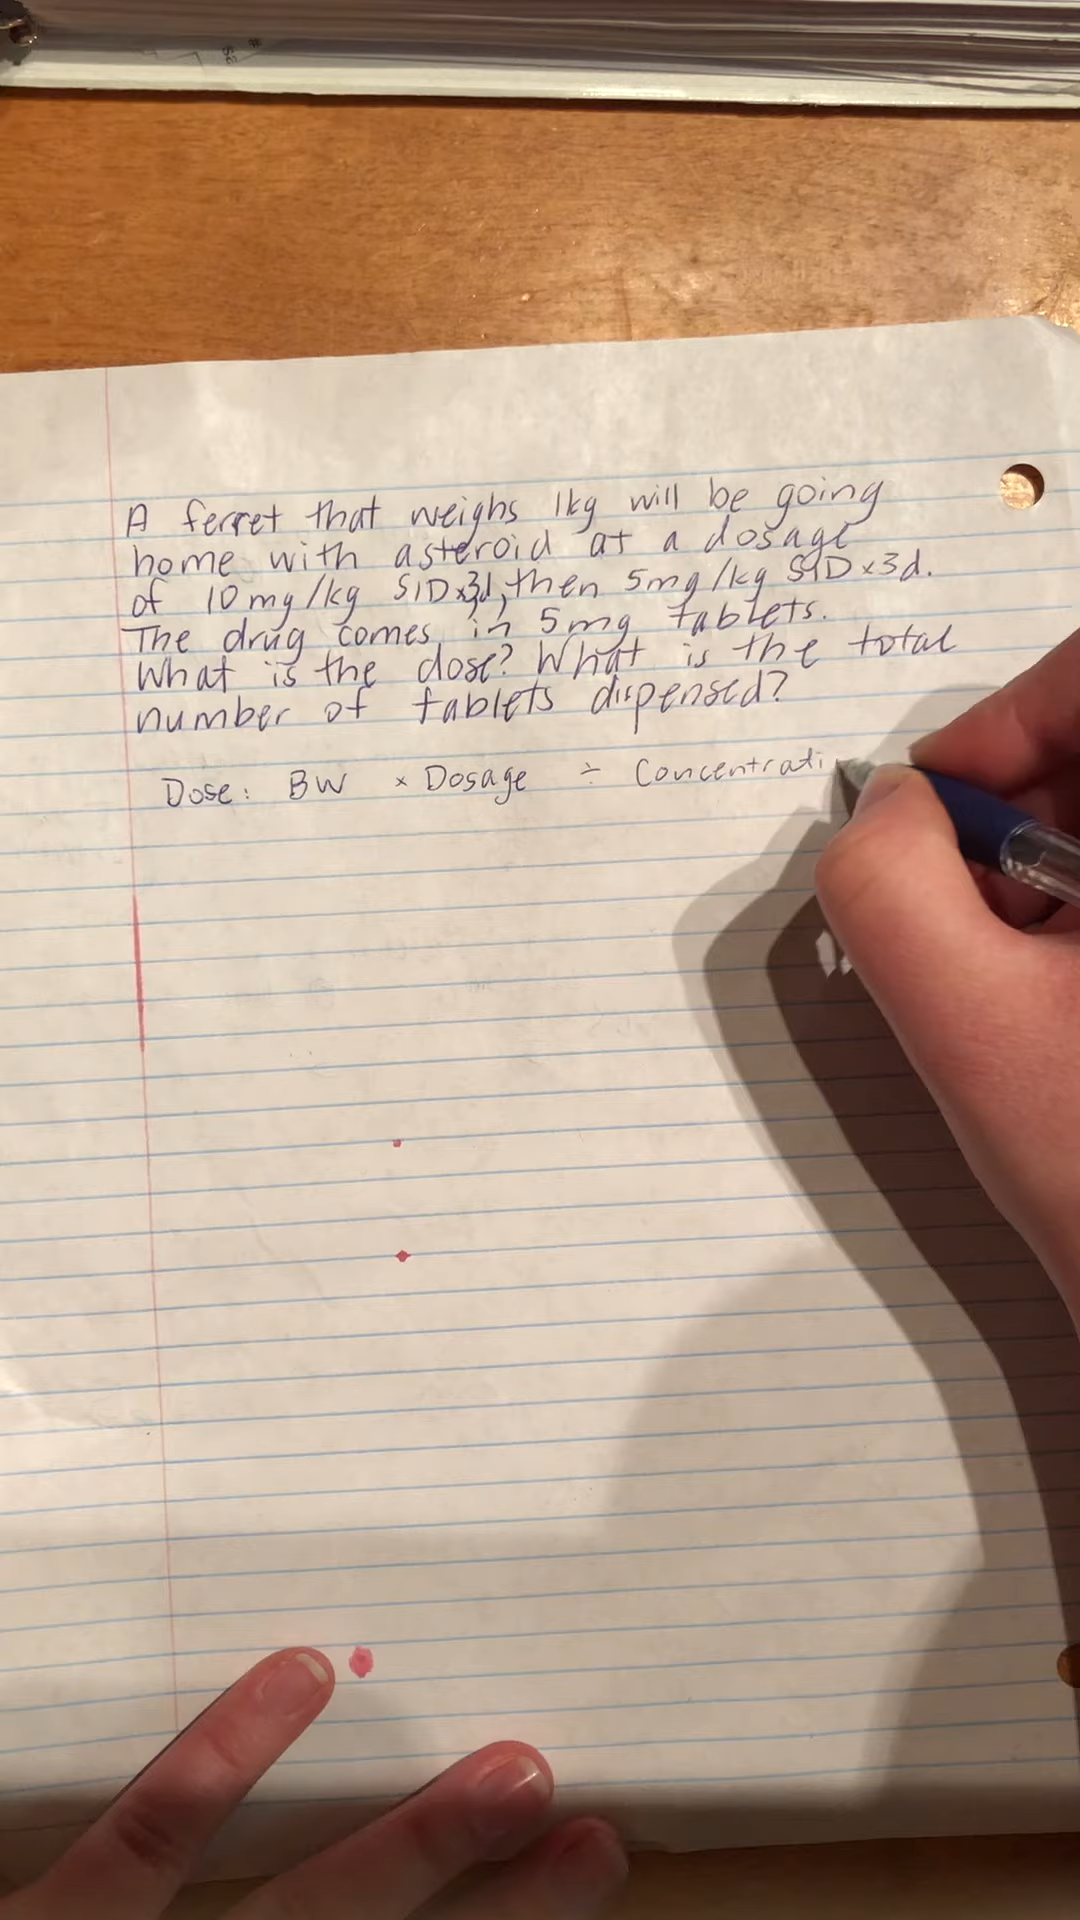 A ferret that weighs 1kg will be going
home with asteroid at a dosage
of 10mg/kg SID x3d, then 5mg/kg SID x3d.
The drug comes in 5mg tablets.
What is the dose? What is the total
number of tablets dispensed?
Dose: BW × Dosage ÷ Concentrati